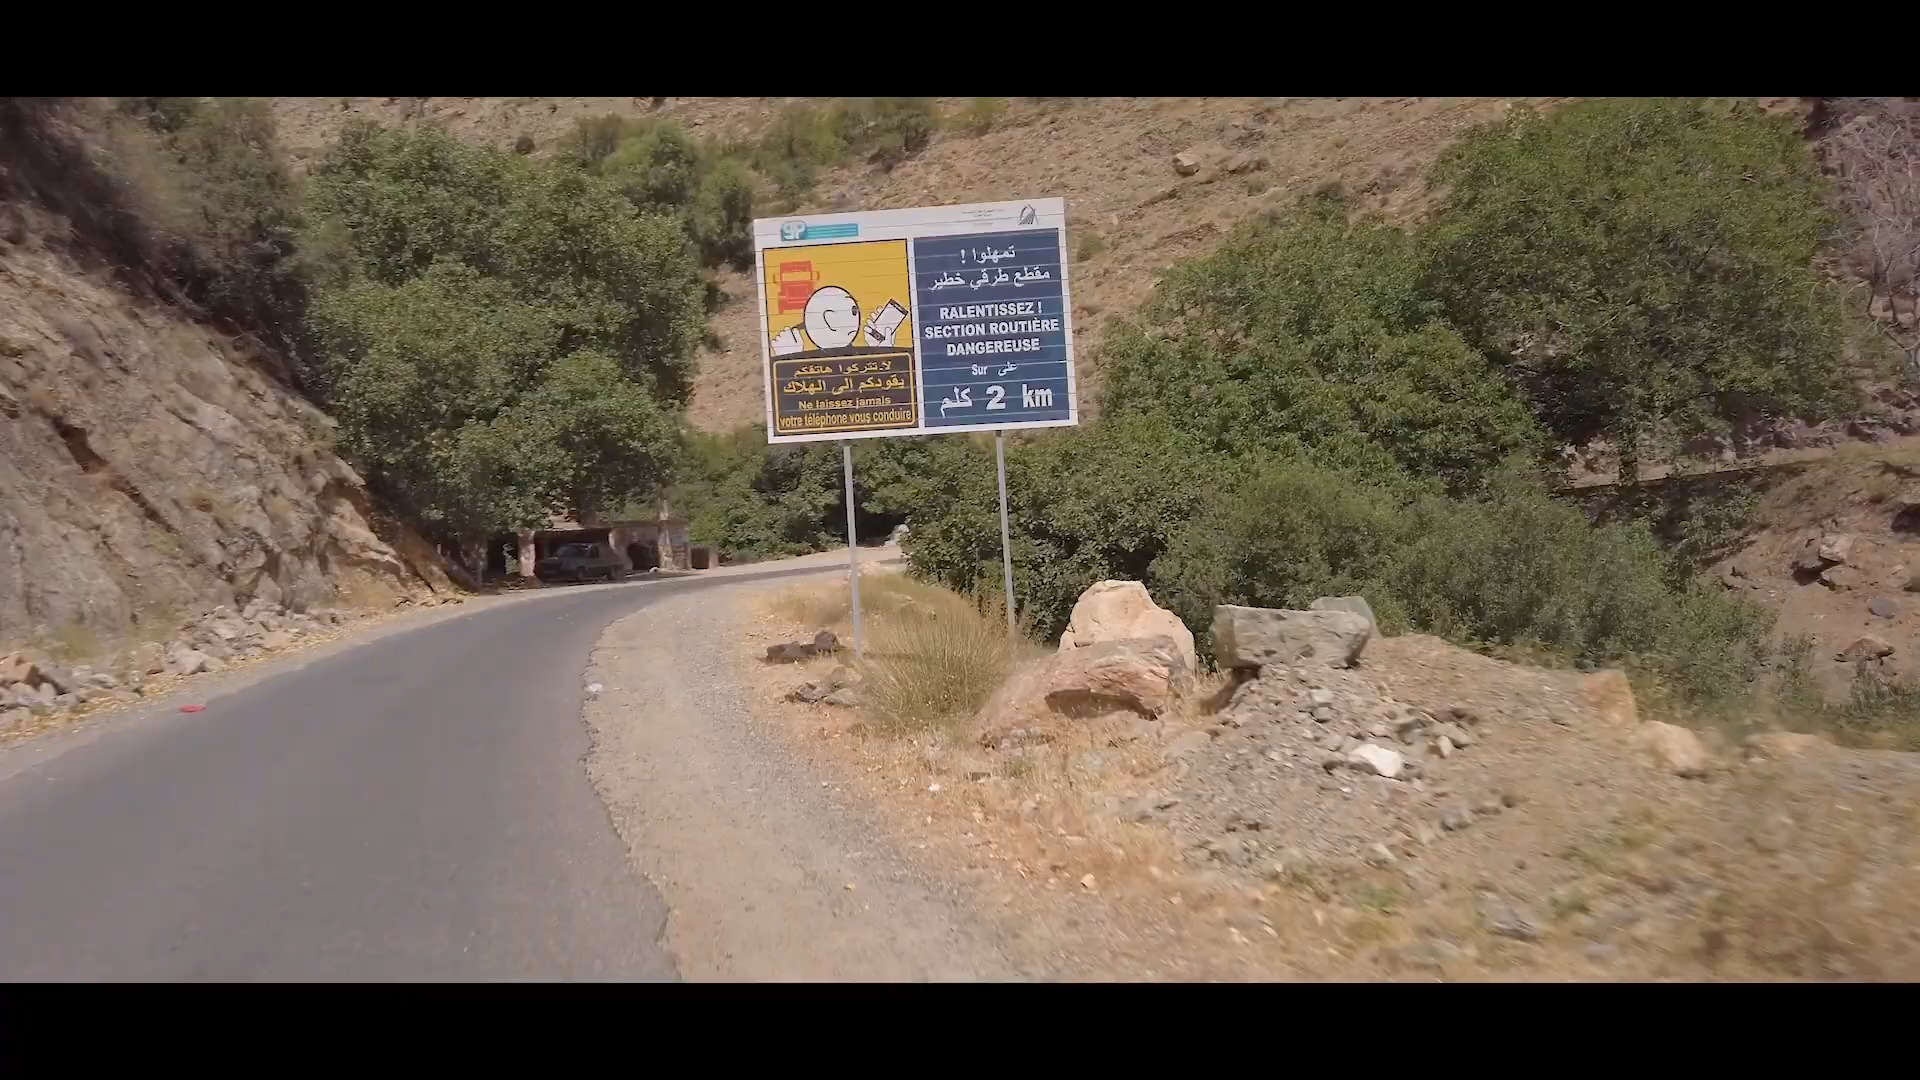 gp
لا تتركوا هاتفكم
يقودكم الى الهلاك
Ne laissez jamais
votre téléphone vous conduire
تمهلوا !
مقطع طرقي خطير
RALENTISSEZ !
SECTION ROUTIÈRE
DANGEREUSE
Sur على
كلم 2 km